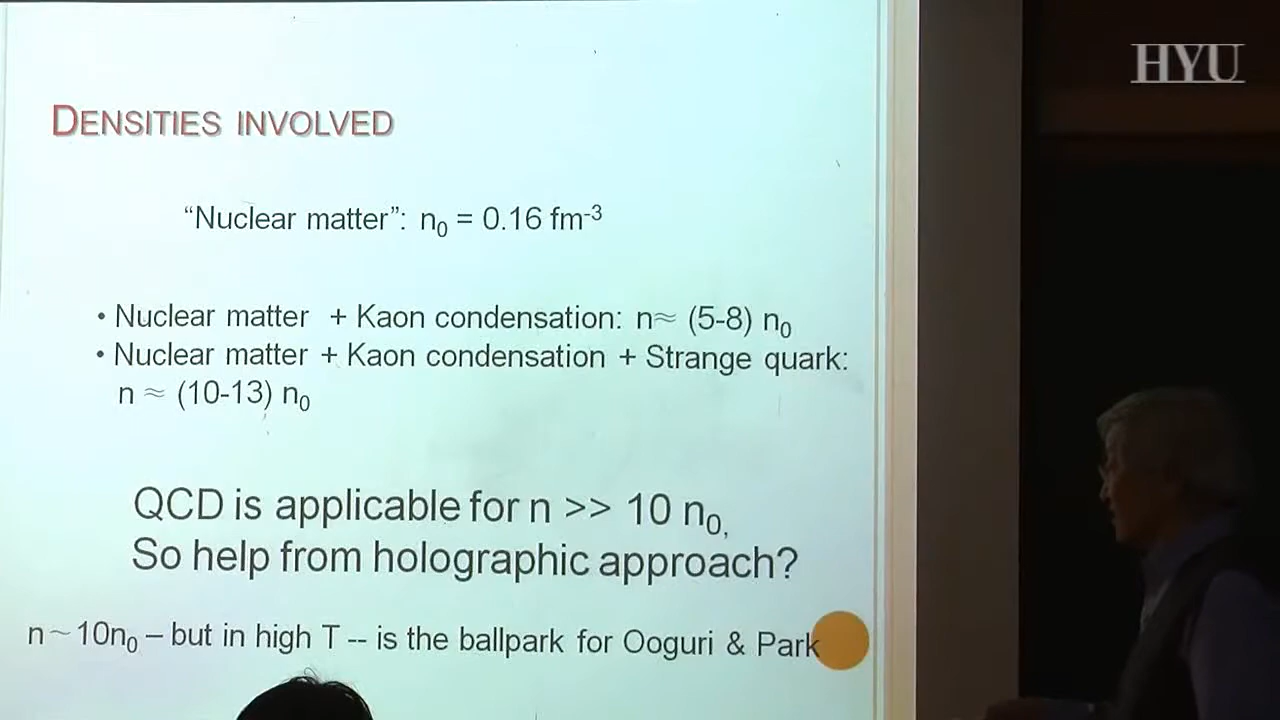 HYU
DENSITIES INVOLVED
“Nuclear matter”: n₀ = 0.16 fm⁻³
• Nuclear matter + Kaon condensation: n≈ (5-8) n₀
• Nuclear matter + Kaon condensation + Strange quark:
n ≈ (10-13) n₀
QCD is applicable for n >> 10 n₀,
So help from holographic approach?
n ~ 10n₀ – but in high T -- is the ballpark for Ooguri & Park